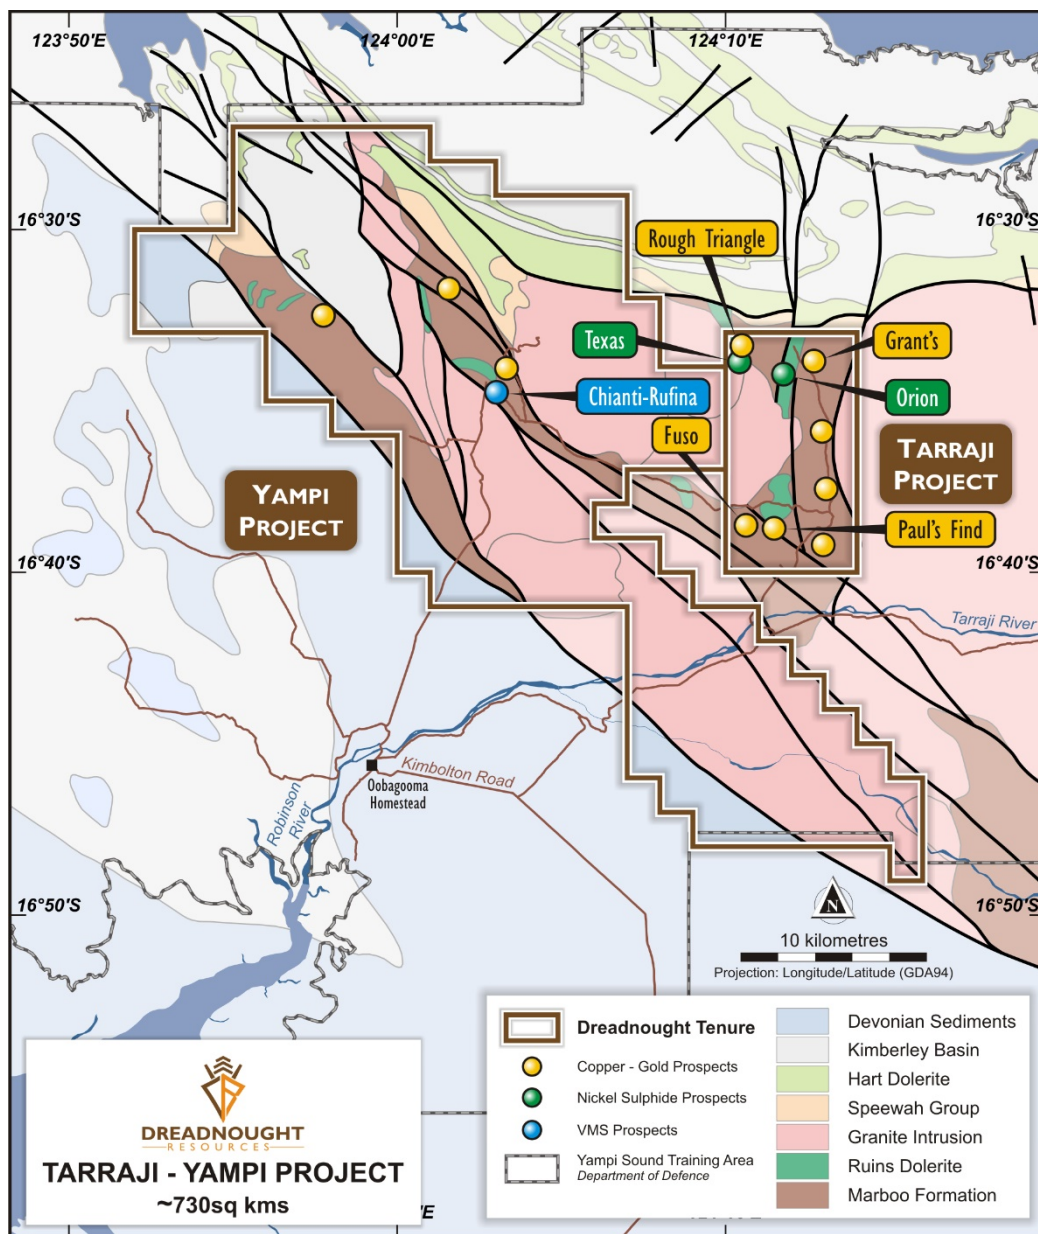 123°50'E
124°00'E
124°10'E
16°30'S
16°30'S
Rough Triangle
Texas
Grant's
Chianti-Rufina
Orion
Fuso
TARRAJI
PROJECT
YAMPI
PROJECT
Paul's Find
16°40'S
16°40'S
Tarraji River
Kimbolton Road
Oobagooma
Homestead
Robinson
River
16°50'S
16°50'S
N
10 kilometres
Projection: Longitude/Latitude (GDA94)
Dreadnought Tenure
Copper - Gold Prospects
Nickel Sulphide Prospects
VMS Prospects
Yampi Sound Training Area
Department of Defence
Devonian Sediments
Kimberley Basin
Hart Dolerite
Speewah Group
Granite Intrusion
Ruins Dolerite
Marboo Formation
DREADNOUGHT
RESOURCES
TARRAJI - YAMPI PROJECT
~730sq kms